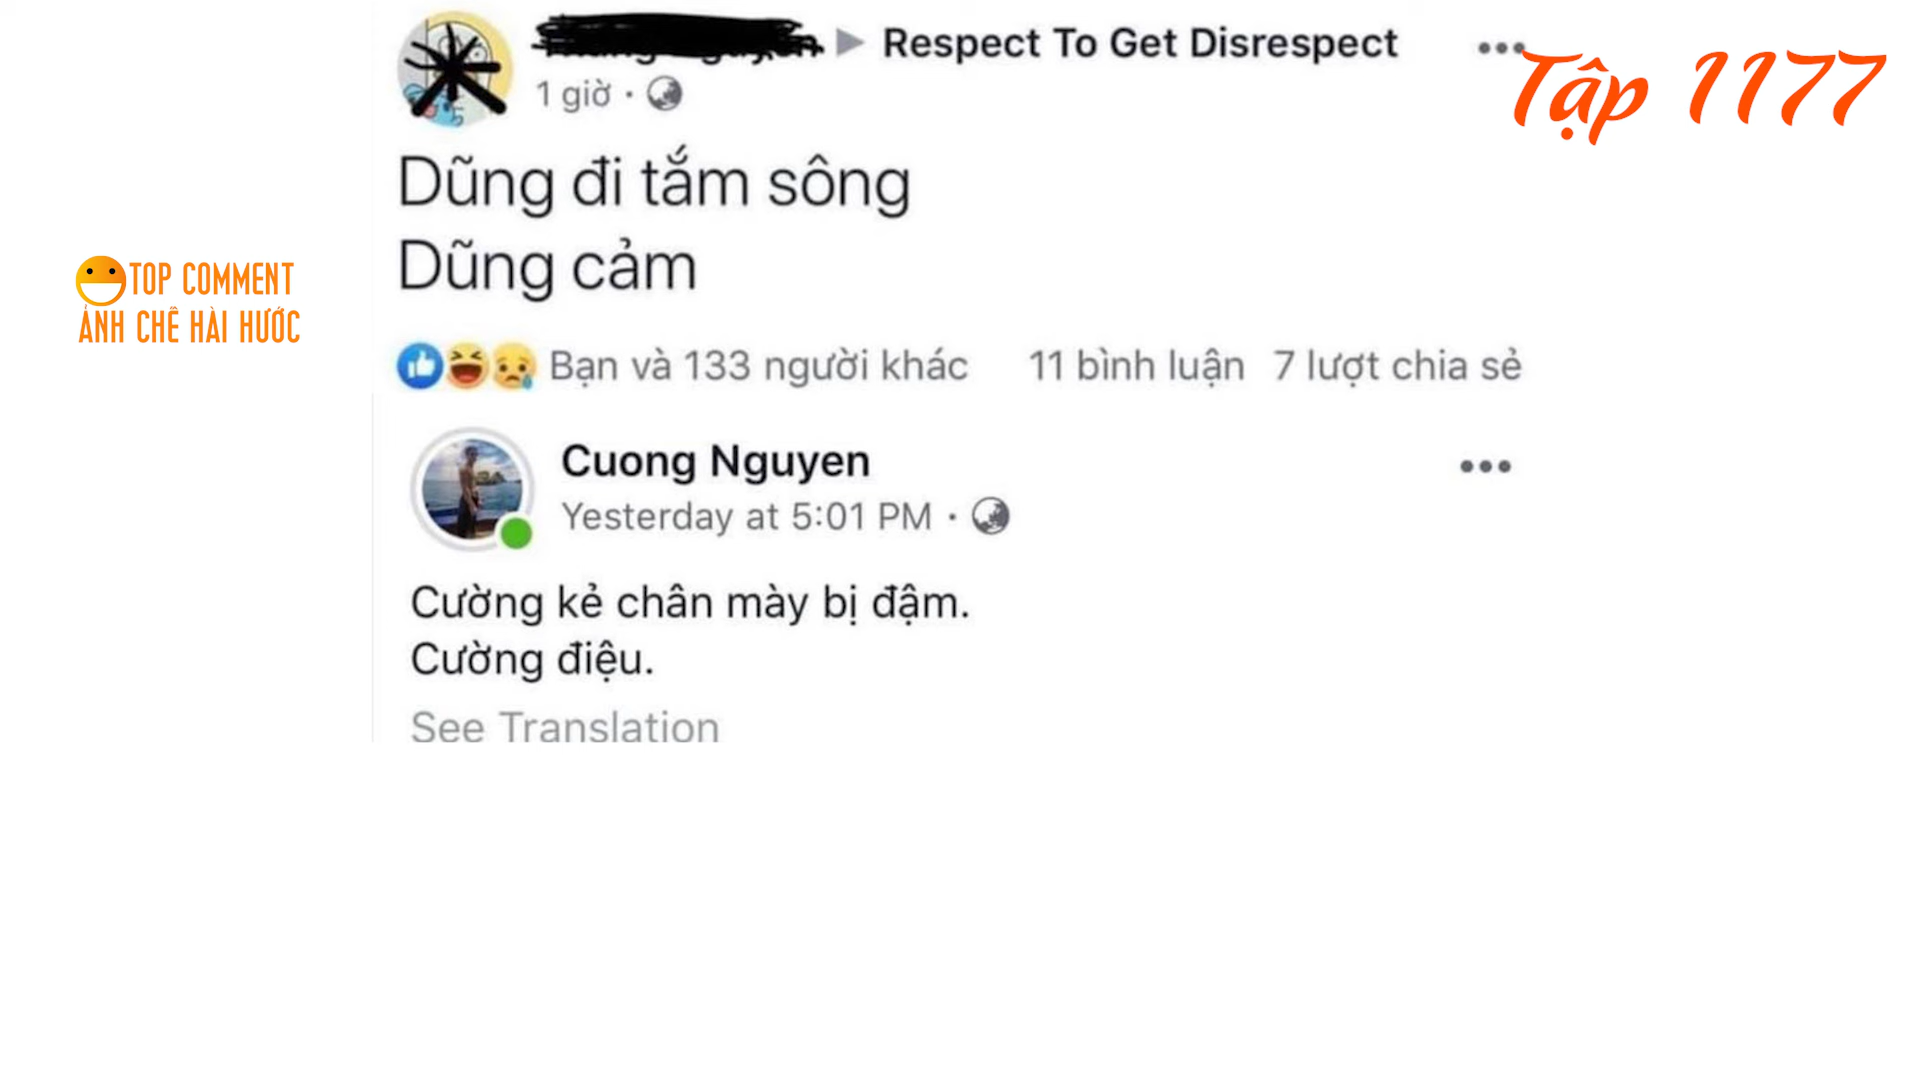 Respect To Get Disrespect
1 giờ
Tập 1177
Dũng đi tắm sông
Dũng cảm
TOP COMMENT
ẢNH CHẾ HÀI HƯỚC
Bạn và 133 người khác 11 bình luận 7 lượt chia sẻ
Cuong Nguyen
Yesterday at 5:01 PM
Cường kẻ chân mày bị đậm.
Cường điệu.
See Translation